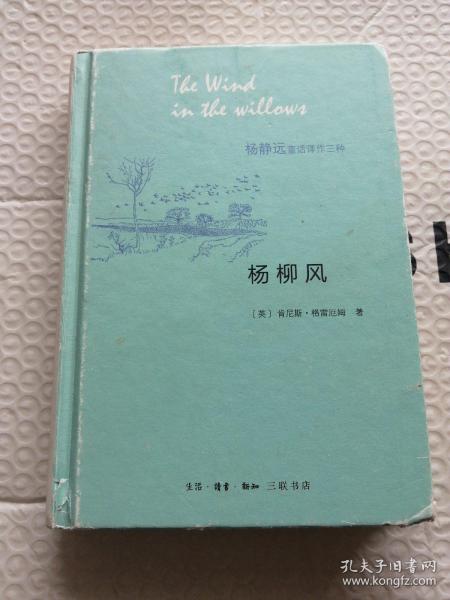 The Wind
in the willows
杨静远童话译作三种
杨柳风
〔英〕肯尼斯·格雷厄姆 著
生活·读书·新知 三联书店
孔夫子旧书网
www.kongfz.com